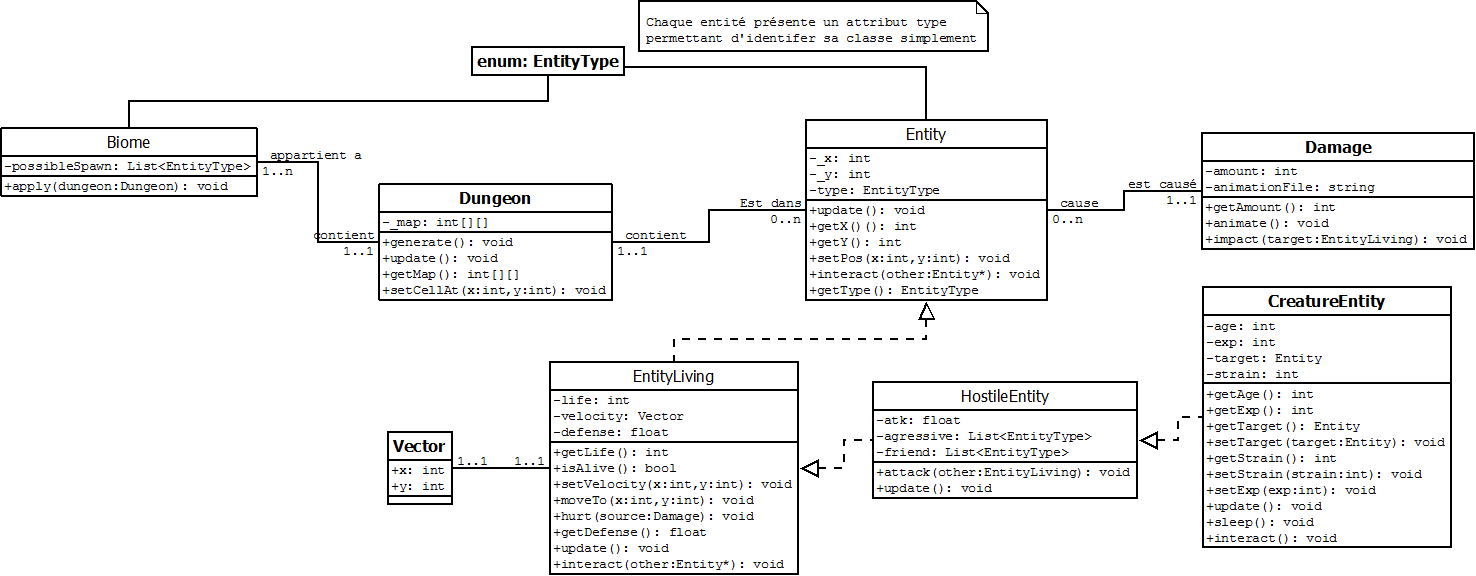 Chaque entité présente un attribut type
permettant d'identifer sa classe simplement
enum: EntityType
Biome
-possibleSpawn: List<EntityType>
+apply(dungeon:Dungeon): void
appartient a
1..n
contient
1..1
Dungeon
-_map: int[][]
+generate(): void
+update(): void
+getMap(): int[][]
+setCellAt(x:int,y:int): void
contient
1..1
Est dans
0..n
Entity
-_x: int
-_y: int
-type: EntityType
+update(): void
+getX()(): int
+getY(): int
+setPos(x:int,y:int): void
+interact(other:Entity*): void
+getType(): EntityType
cause
0..n
est causé
1..1
Damage
-amount: int
-animationFile: string
+getAmount(): int
+animate(): void
+impact(target:EntityLiving): void
Vector
+x: int
+y: int
1..1
1..1
EntityLiving
-life: int
-velocity: Vector
-defense: float
+getLife(): int
+isAlive(): bool
+setVelocity(x:int,y:int): void
+moveTo(x:int,y:int): void
+hurt(source:Damage): void
+getDefense(): float
+update(): void
+interact(other:Entity*): void
HostileEntity
-atk: float
-agressive: List<EntityType>
-friend: List<EntityType>
+attack(other:EntityLiving): void
+update(): void
CreatureEntity
-age: int
-exp: int
-target: Entity
-strain: int
+getAge(): int
+getExp(): int
+getTarget(): Entity
+setTarget(target:Entity): void
+getStrain(): int
+setStrain(strain:int): void
+setExp(exp:int): void
+update(): void
+sleep(): void
+interact(): void